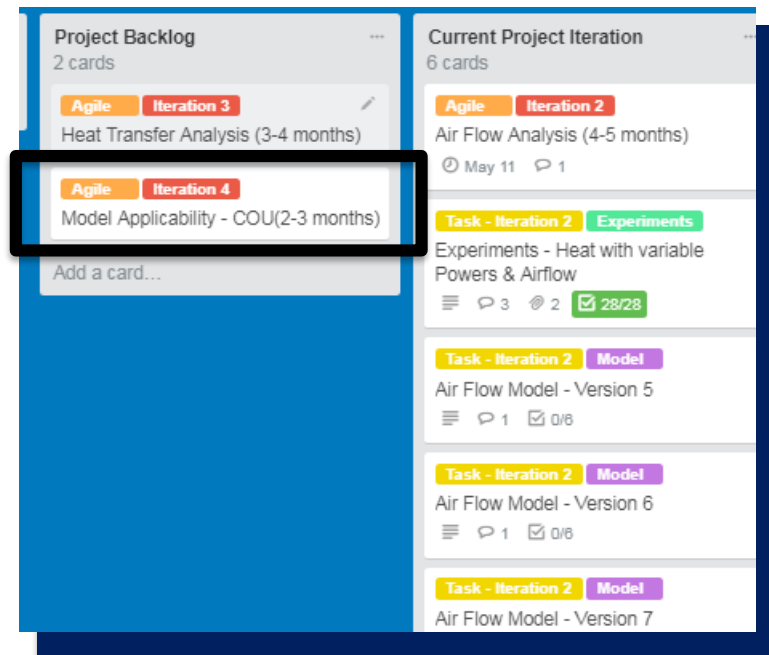 Project Backlog
2 cards
Agile Iteration 3
Heat Transfer Analysis (3-4 months)
Agile Iteration 4
Model Applicability - COU(2-3 months)
Add a card...
Current Project Iteration
6 cards
Agile Iteration 2
Air Flow Analysis (4-5 months)
May 11 1
Task - Iteration 2 Experiments
Experiments - Heat with variable
Powers & Airflow
3 2 28/28
Task - Iteration 2 Model
Air Flow Model - Version 5
1 0/6
Task - Iteration 2 Model
Air Flow Model - Version 6
1 0/6
Task - Iteration 2 Model
Air Flow Model - Version 7